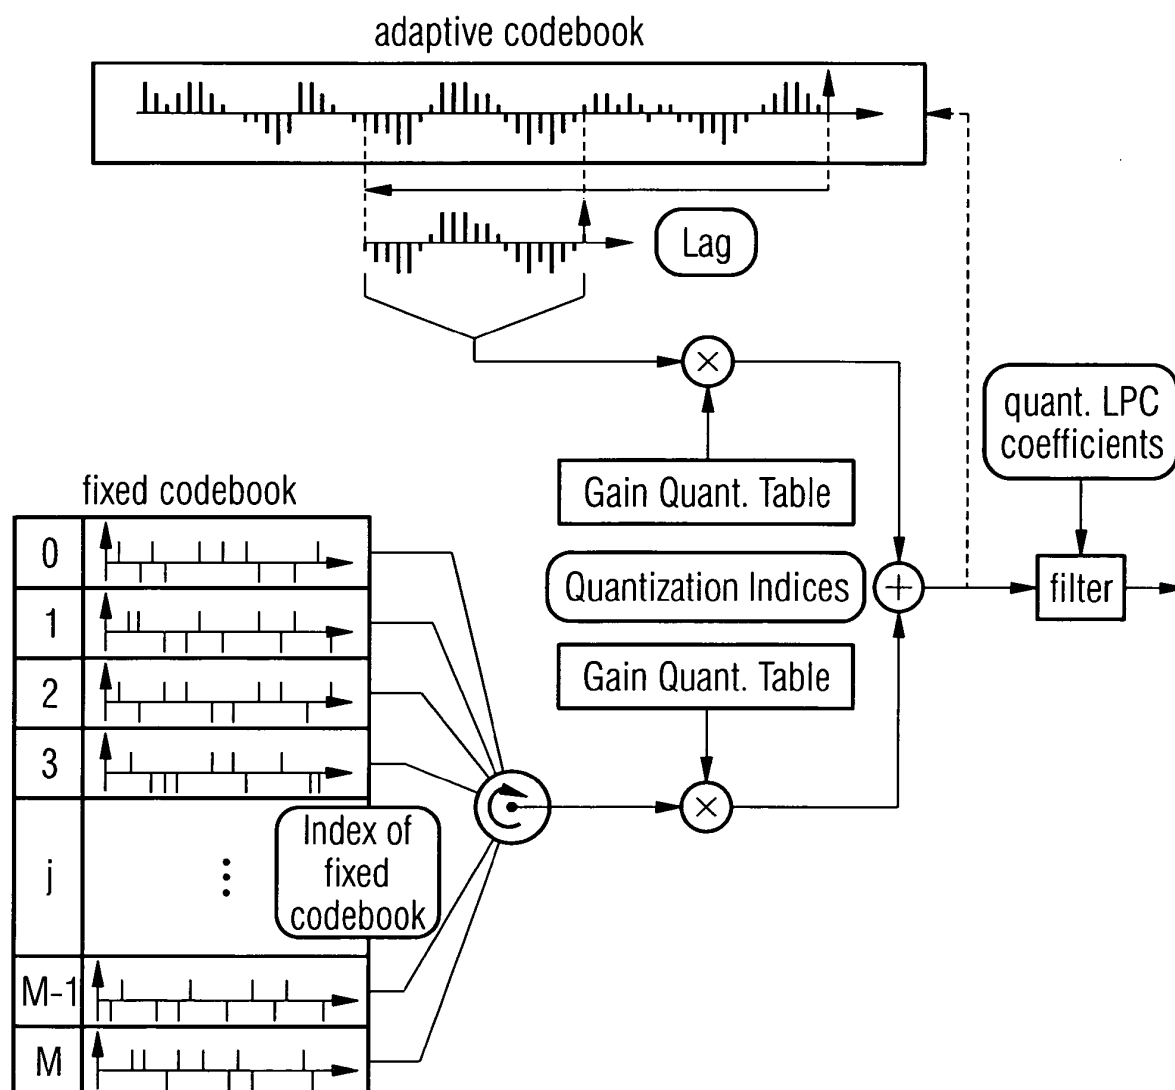 adaptive codebook
Lag
quant. LPC
coefficients
Gain Quant. Table
fixed codebook
0
Quantization Indices
filter
1
Gain Quant. Table
2
3
Index of
fixed
codebook
j
M-1
M